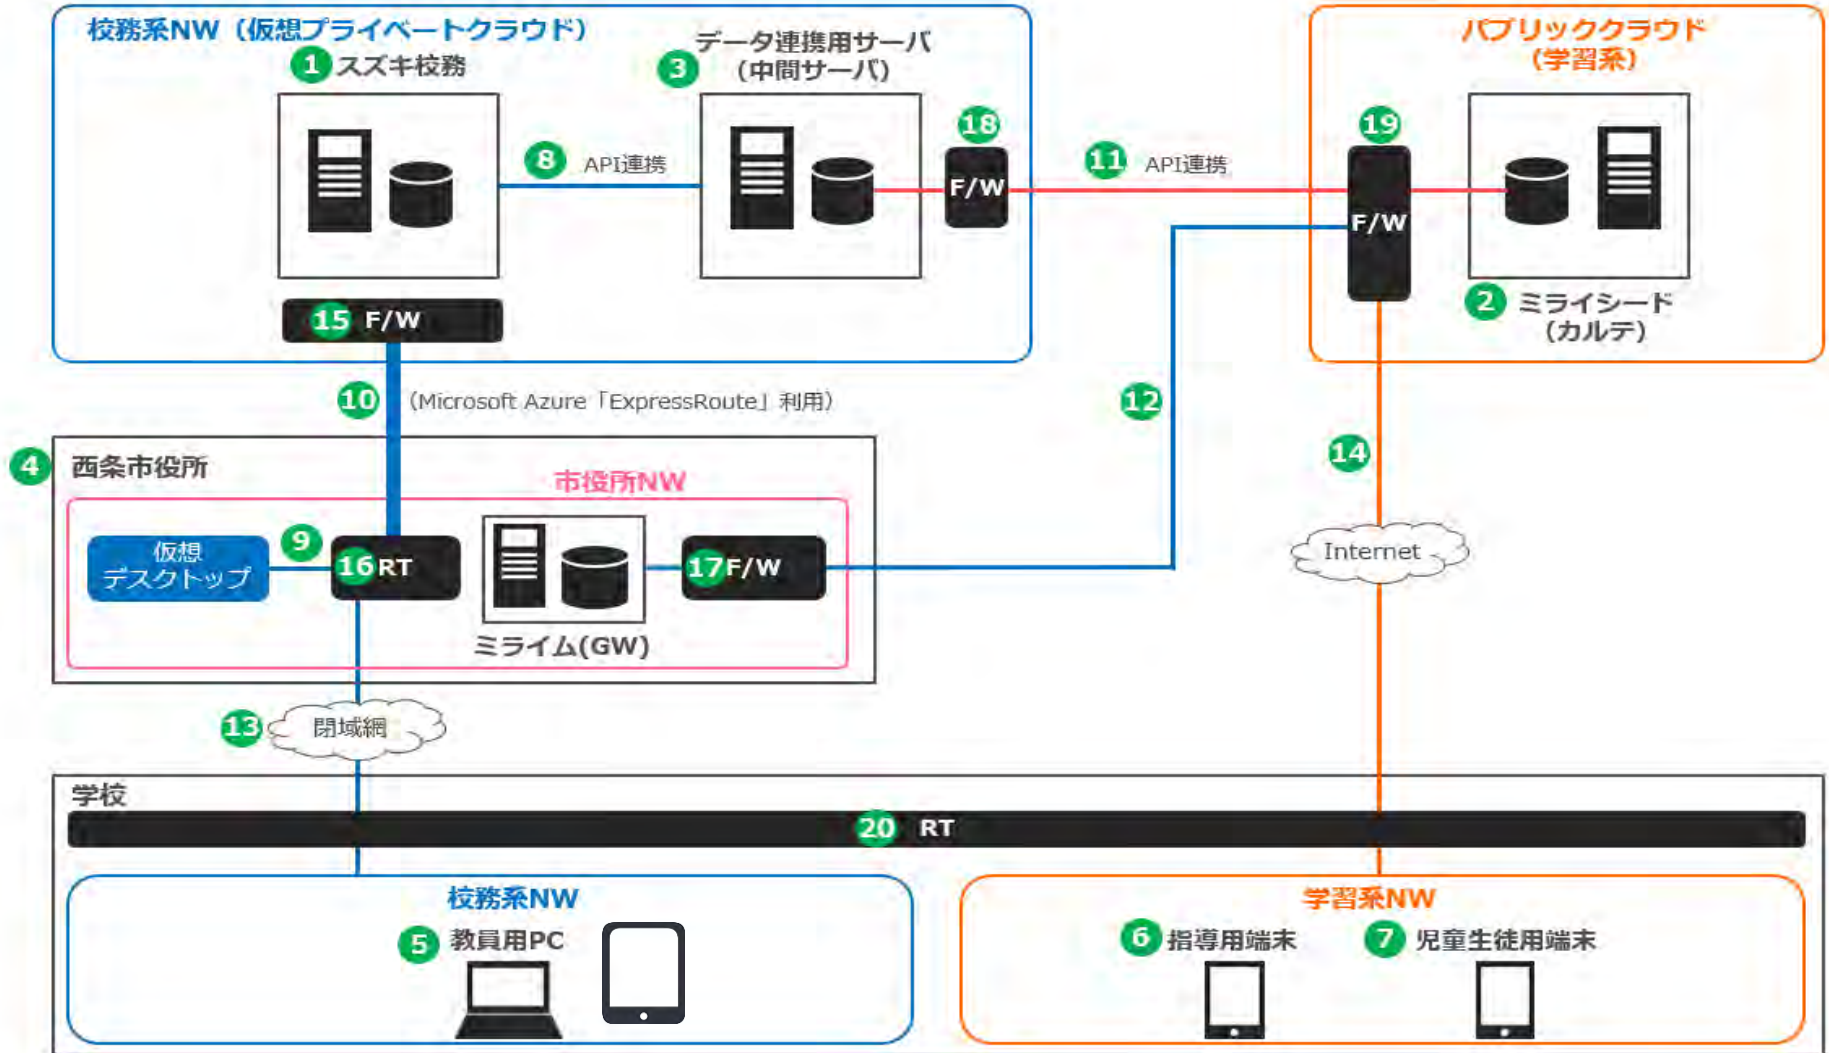 校務系NW（仮想プライベートクラウド）
1 スズキ校務
3 データ連携用サーバ
(中間サーバ)
パブリッククラウド
(学習系)
18
19
8 API連携
11 API連携
F/W
F/W
2 ミライシード
(カルテ)
15 F/W
10 （Microsoft Azure「ExpressRoute」利用）
12
14
4 西条市役所
市役所NW
仮想
デスクトップ
9
16 RT
17 F/W
ミライム(GW)
Internet
13 閉域網
学校
20 RT
校務系NW
学習系NW
5 教員用PC
6 指導用端末
7 児童生徒用端末